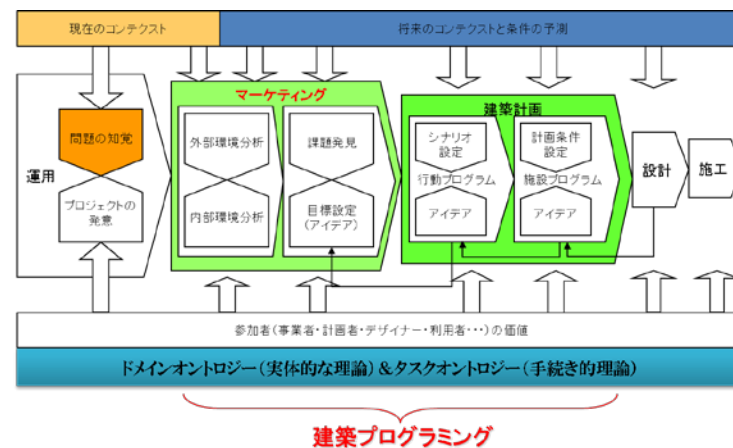 現在のコンテクスト
将来のコンテクストと条件の予測
運用
問題の知覚
プロジェクトの
発意
マーケティング
外部環境分析
内部環境分析
課題発見
目標設定
(アイデア)
建築計画
シナリオ
設定
行動プログラム
アイデア
計画条件
設定
施設プログラム
アイデア
設計
施工
参加者(事業者・計画者・デザイナー・利用者・・・)の価値
ドメインオントロジー(実体的な理論)&タスクオントロジー(手続き的理論)
建築プログラミング